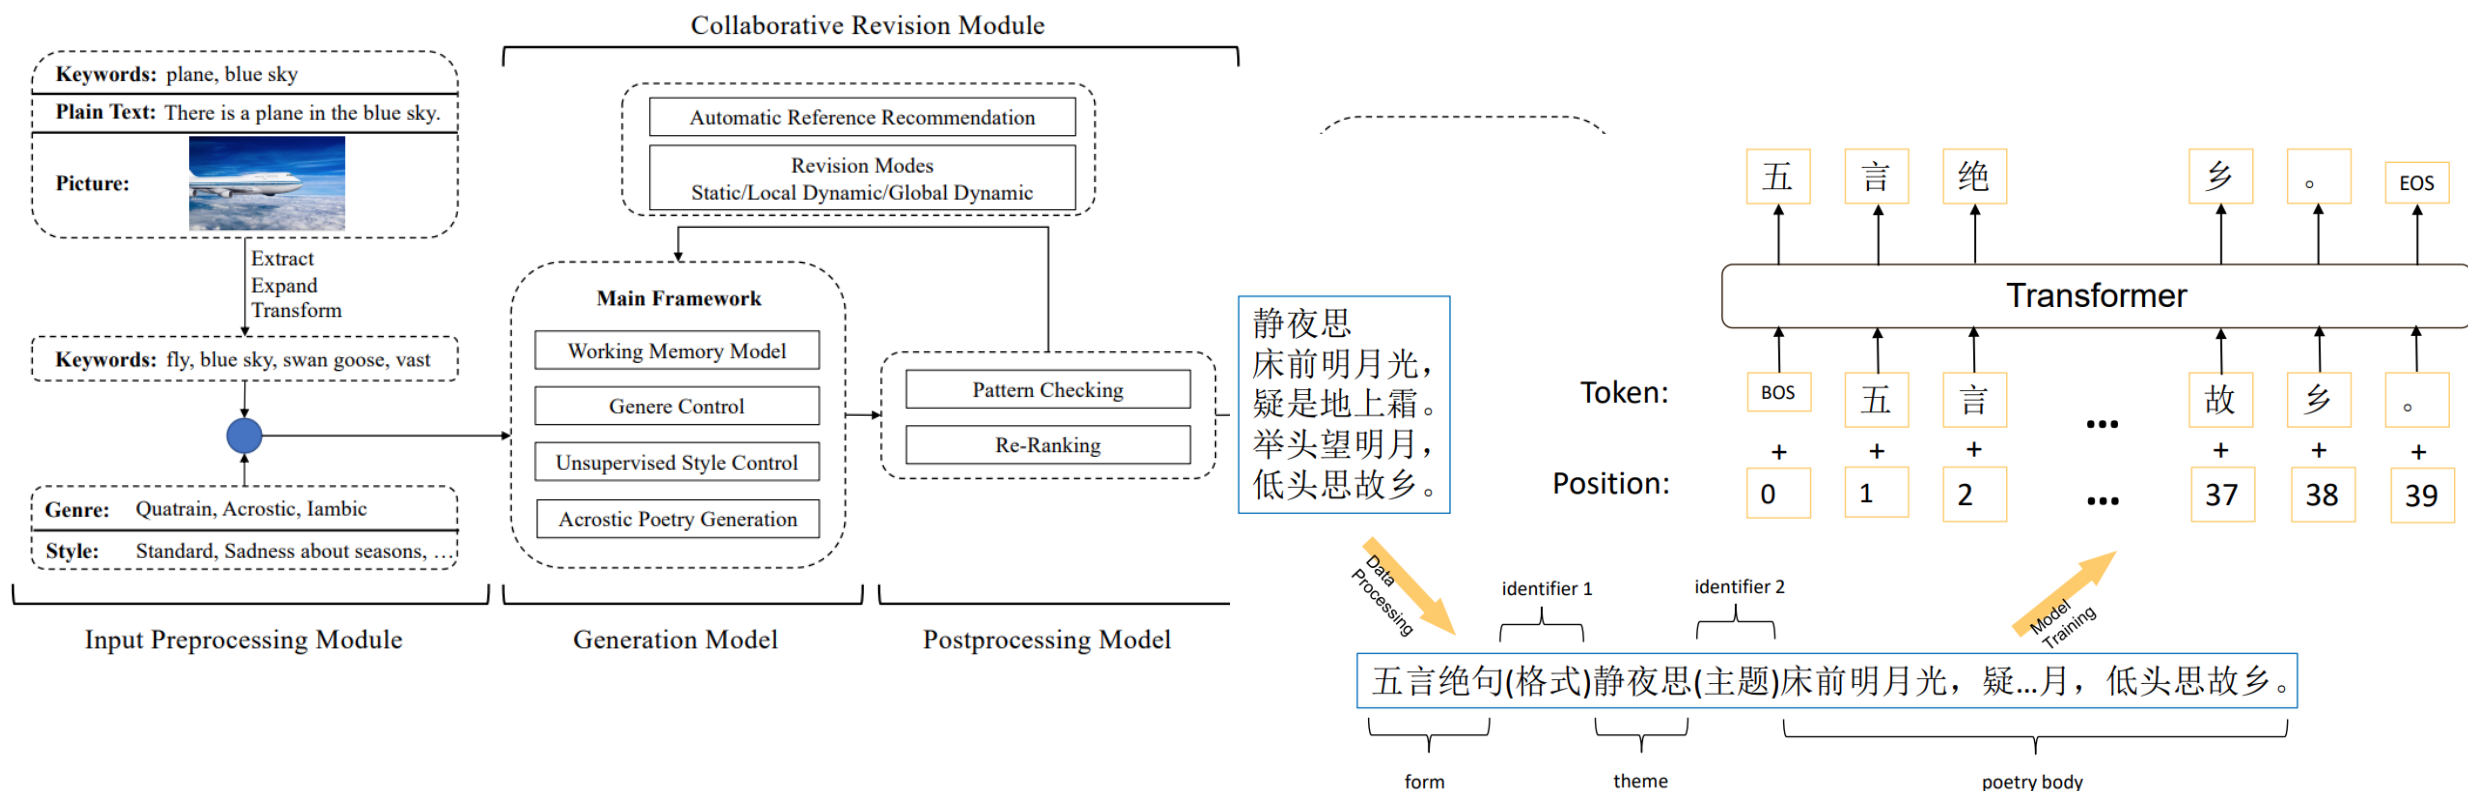 Collaborative Revision Module
Keywords: plane, blue sky
Plain Text: There is a plane in the blue sky.
Picture:
Extract
Expand
Transform
Keywords: fly, blue sky, swan goose, vast
Genre: Quatrain, Acrostic, Iambic
Style: Standard, Sadness about seasons, …
Input Preprocessing Module
Automatic Reference Recommendation
Revision Modes
Static/Local Dynamic/Global Dynamic
Main Framework
Working Memory Model
Genere Control
Unsupervised Style Control
Acrostic Poetry Generation
Generation Model
Pattern Checking
Re-Ranking
Postprocessing Model
静夜思
床前明月光，
疑是地上霜。
举头望明月，
低头思故乡。
五 言 绝 乡 。 EOS
Transformer
Token: BOS 五 言 ... 故 乡 。
+ + + + + +
Position: 0 1 2 ... 37 38 39
Data
Processing
Model
Training
identifier 1 identifier 2
五言绝句(格式)静夜思(主题)床前明月光，疑...月，低头思故乡。
form theme poetry body